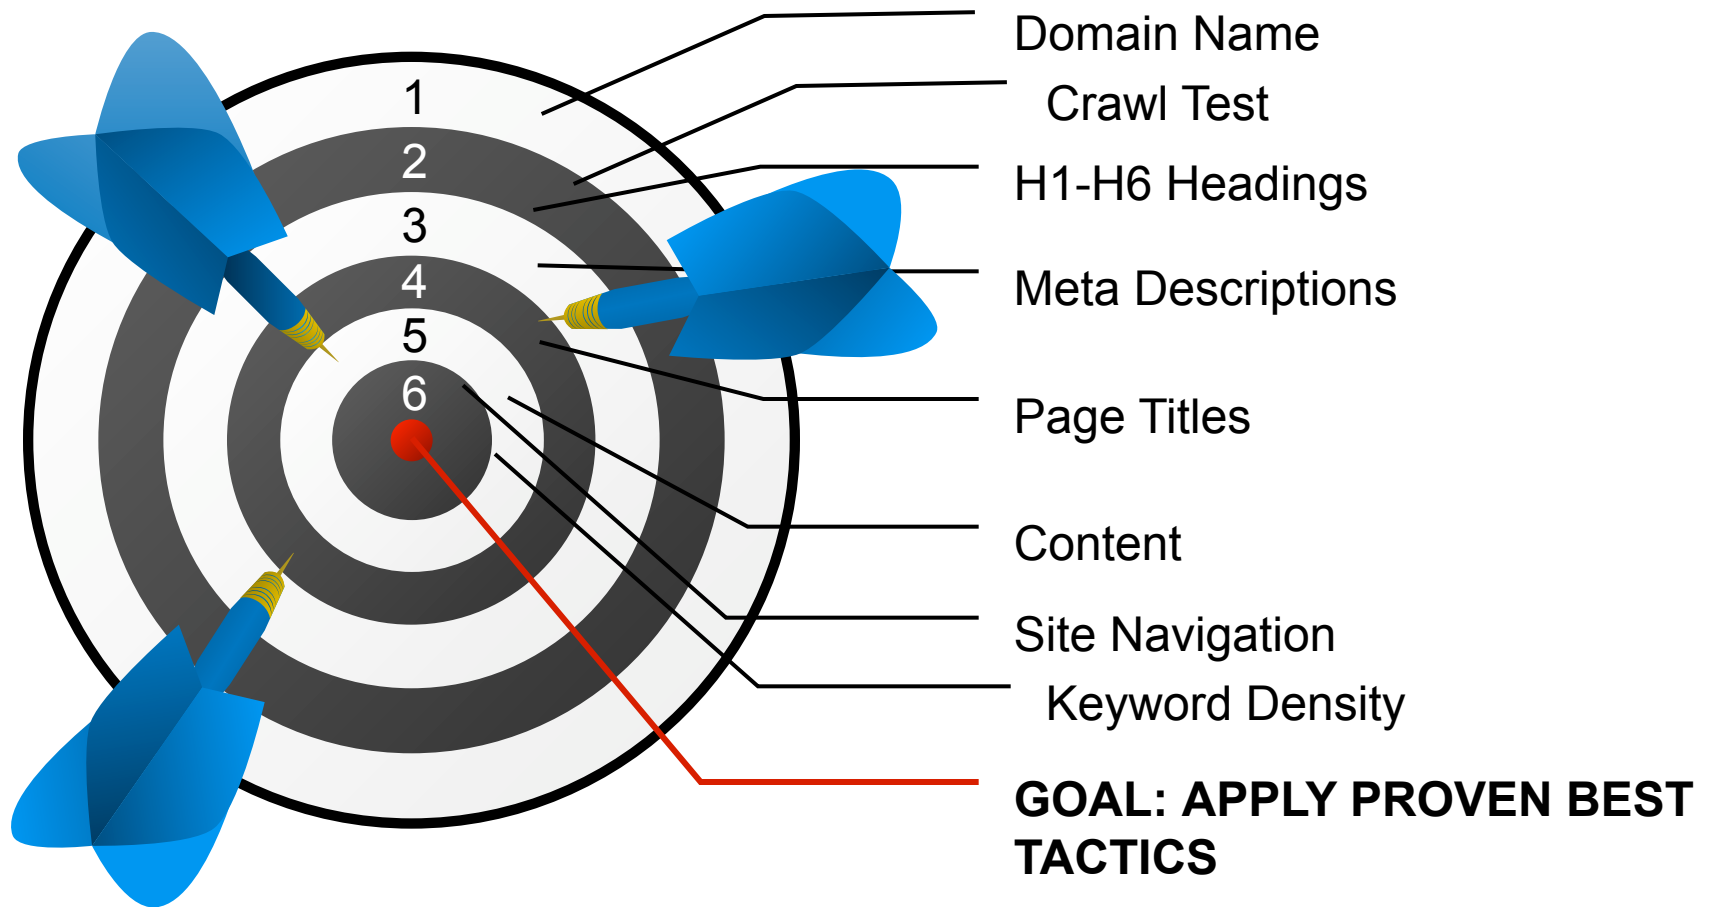 1
2
3
4
5
6
Domain Name
Crawl Test
H1-H6 Headings
Meta Descriptions
Page Titles
Content
Site Navigation
Keyword Density
GOAL: APPLY PROVEN BEST
TACTICS